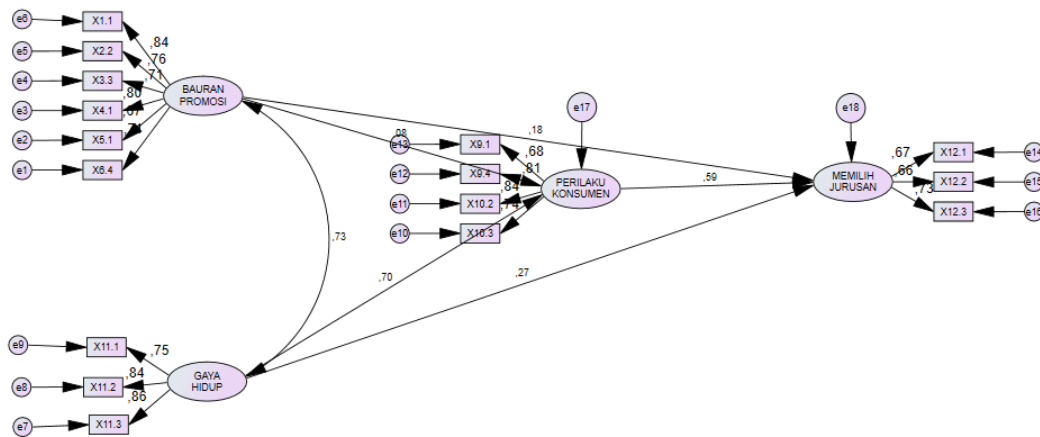 e6
X1.1
,84
e5
X2.2
,76
e4
X3.3
,71
e3
X4.1
,80
e2
X5.1
,67
e1
X6.4
BAURAN
PROMOSI
e17
e18
,18
,08
e13
X9.1
,68
e12
X9.4
,81
e11
X10.2
,84
e10
X10.3
,74
PERILAKU
KONSUMEN
,59
MEMILIH
JURUSAN
,67
X12.1
e14
,66
X12.2
e15
,73
X12.3
e16
,73
,70
,27
e9
X11.1
,75
e8
X11.2
,84
e7
X11.3
,86
GAYA
HIDUP